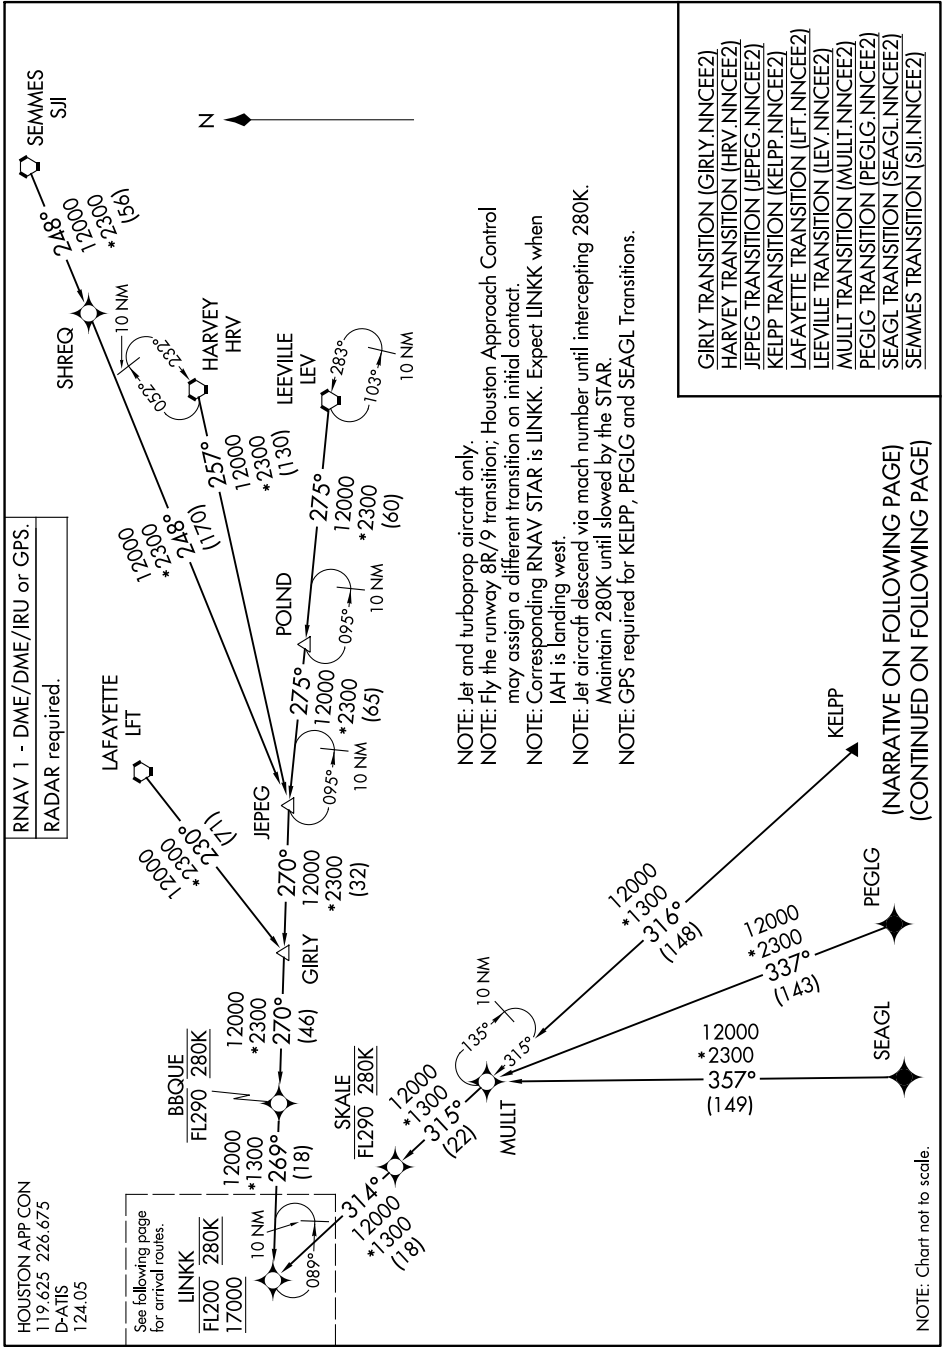 HOUSTON APP CON
119.625 226.675
D-ATIS
124.05
RNAV 1 - DME/DME/IRU or GPS.
RADAR required.
See following page
for arrival routes.
LINKK
FL200 280K
17000
10 NM
089°
12000
*1300
269°
(18)
BBQUE
FL290 280K
12000
*2300
270°
(46)
GIRLY
12000
*2300
230°
(71)
LAFAYETTE
LFT
270°
12000
*2300
(32)
JEPEG
095°
10 NM
275°
12000
*2300
(65)
POLND
095°
10 NM
275°
12000
*2300
(60)
LEEVILLE
LEV
283°
103°
10 NM
12000
*2300
248°
(170)
257°
12000
*2300
(130)
HARVEY
HRV
052°
232°
10 NM
SHREQ
248°
12000
*2300
(56)
SEMMES
SJI
N
314°
12000
*1300
(18)
SKALE
FL290 280K
12000
*1300
315°
(22)
MULLT
135°
315°
10 NM
12000
*1300
316°
(148)
KELPP
12000
*2300
337°
(143)
PEGLG
12000
*2300
357°
(149)
SEAGL
NOTE: Jet and turboprop aircraft only.
NOTE: Fly the runway 8R/9 transition; Houston Approach Control
may assign a different transition on initial contact.
NOTE: Corresponding RNAV STAR is LINKK. Expect LINKK when
IAH is landing west.
NOTE: Jet aircraft descend via mach number until intercepting 280K.
Maintain 280K until slowed by the STAR.
NOTE: GPS required for KELPP, PEGLG and SEAGL Transitions.
GIRLY TRANSITION (GIRLY.NNCEE2)
HARVEY TRANSITION (HRV.NNCEE2)
JEPEG TRANSITION (JEPEG.NNCEE2)
KELPP TRANSITION (KELPP.NNCEE2)
LAFAYETTE TRANSITION (LFT.NNCEE2)
LEEVILLE TRANSITION (LEV.NNCEE2)
MULLT TRANSITION (MULLT.NNCEE2)
PEGLG TRANSITION (PEGLG.NNCEE2)
SEAGL TRANSITION (SEAGL.NNCEE2)
SEMMES TRANSITION (SJI.NNCEE2)
(NARRATIVE ON FOLLOWING PAGE)
(CONTINUED ON FOLLOWING PAGE)
NOTE: Chart not to scale.